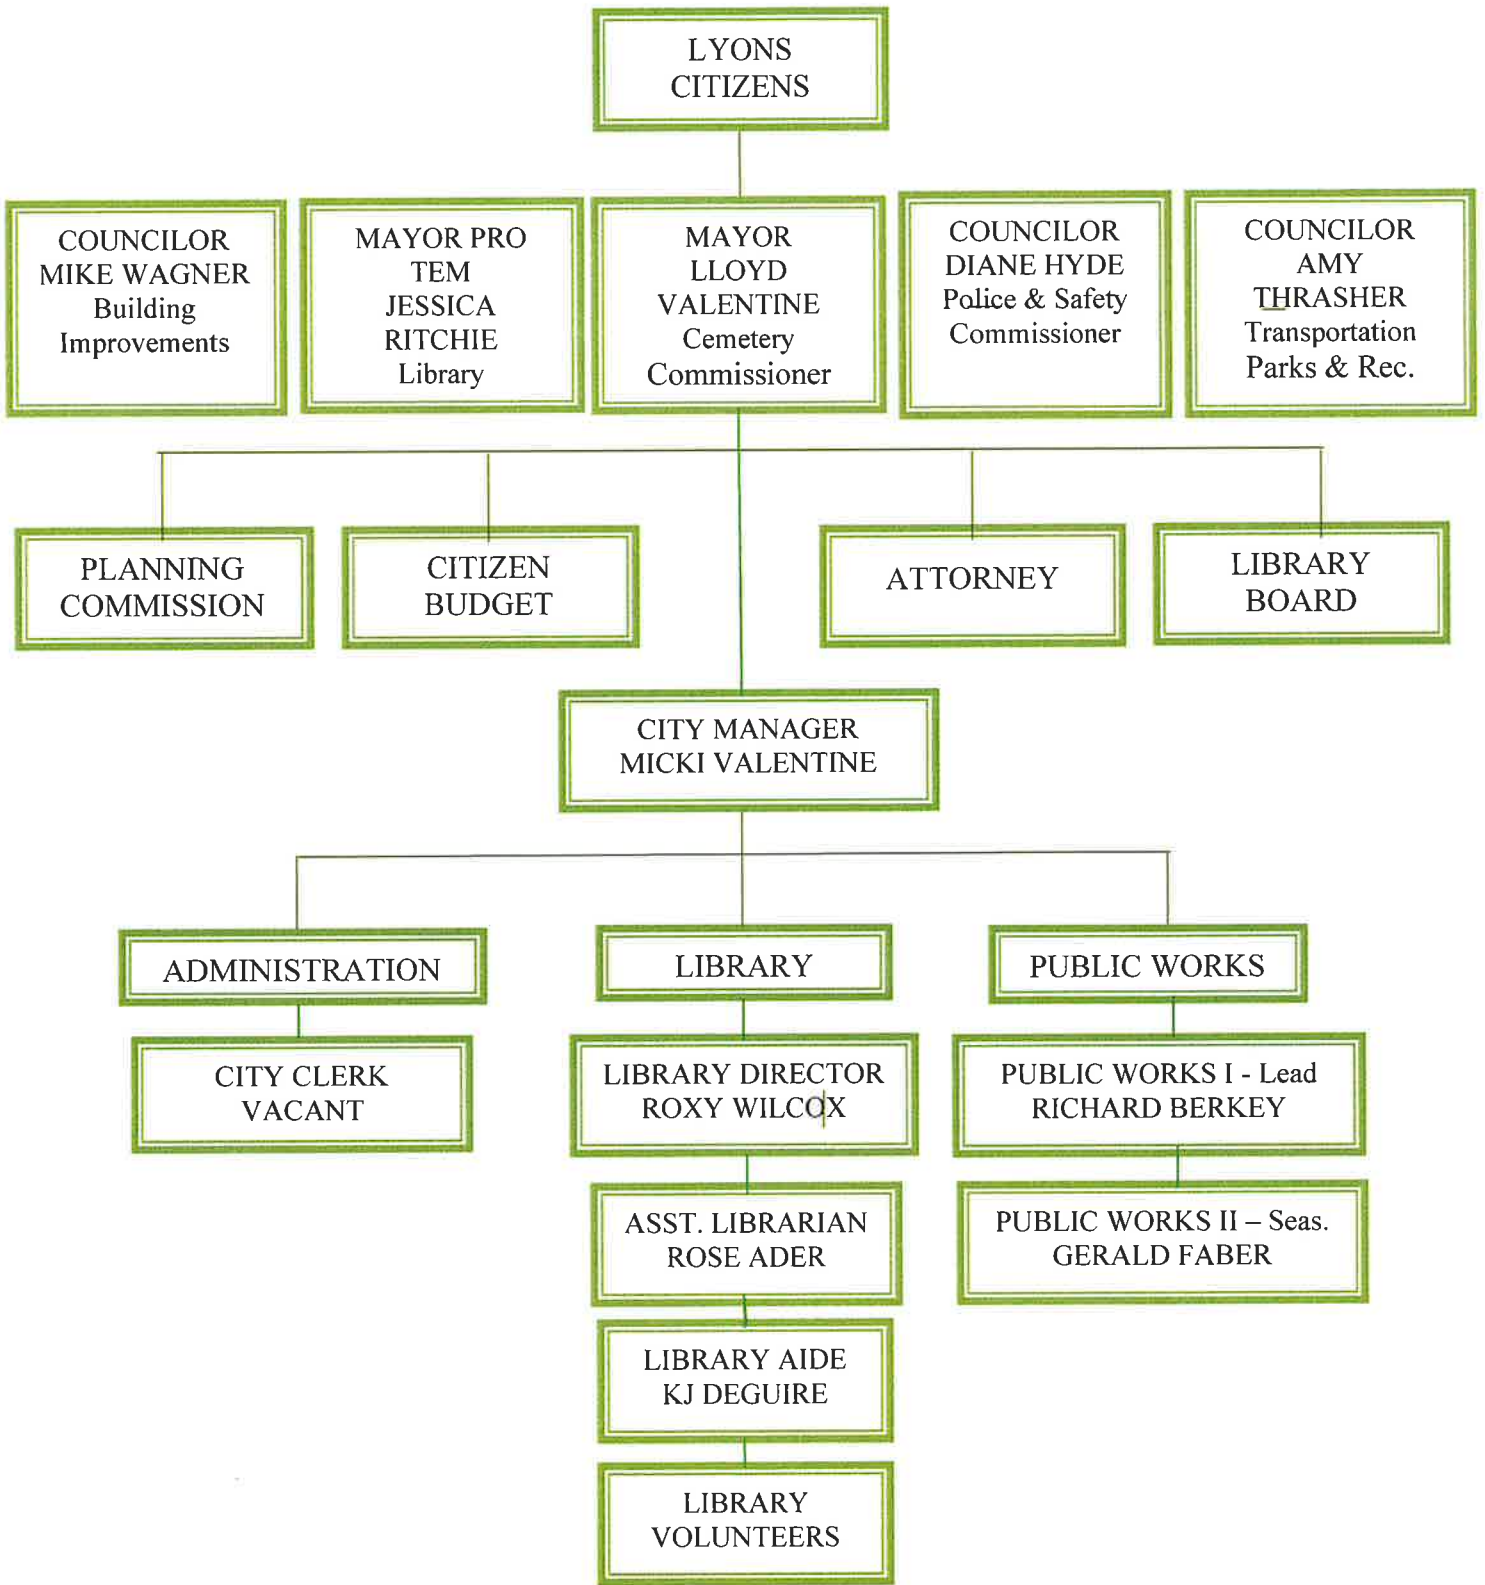 LYONS
CITIZENS
COUNCILOR
MIKE WAGNER
Building
Improvements
MAYOR PRO
TEM
JESSICA
RITCHIE
Library
MAYOR
LLOYD
VALENTINE
Cemetery
Commissioner
COUNCILOR
DIANE HYDE
Police & Safety
Commissioner
COUNCILOR
AMY
THRASHER
Transportation
Parks & Rec.
PLANNING
COMMISSION
CITIZEN
BUDGET
ATTORNEY
LIBRARY
BOARD
CITY MANAGER
MICKI VALENTINE
ADMINISTRATION
CITY CLERK
VACANT
LIBRARY
LIBRARY DIRECTOR
ROXY WILCOX
ASST. LIBRARIAN
ROSE ADER
LIBRARY AIDE
KJ DEGUIRE
LIBRARY
VOLUNTEERS
PUBLIC WORKS
PUBLIC WORKS I - Lead
RICHARD BERKEY
PUBLIC WORKS II – Seas.
GERALD FABER